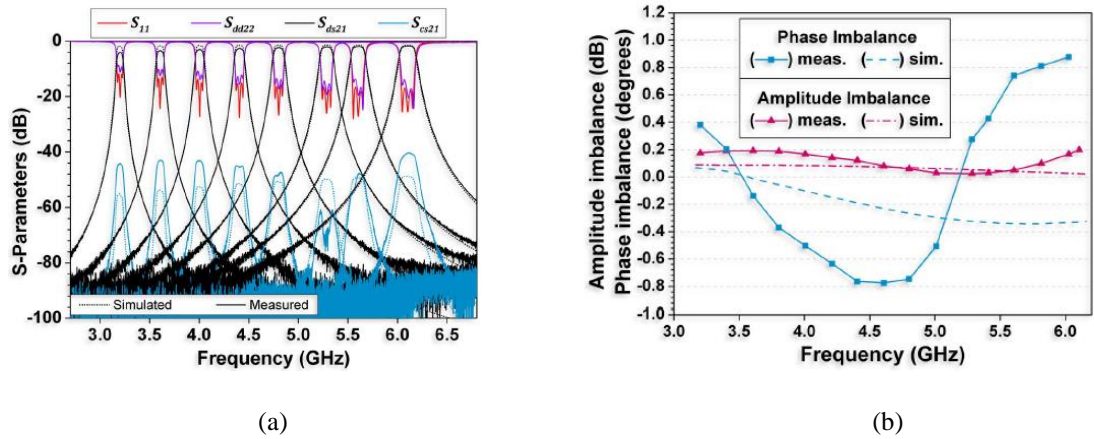 S11 Sdd22 Sds21 Scs21
0
-20
-40
-60
-80
-100
S-Parameters (dB)
Simulated Measured
3.0 3.5 4.0 4.5 5.0 5.5 6.0 6.5
Frequency (GHz)
(a)
1.2
1.0
0.8
0.6
0.4
0.2
0.0
-0.2
-0.4
-0.6
-0.8
-1.0
Amplitude imbalance (dB)
Phase imbalance (degrees)
Phase Imbalance
( ) meas. ( ) sim.
Amplitude Imbalance
( ) meas. ( ) sim.
3.0 3.5 4.0 4.5 5.0 5.5 6.0
Frequency (GHz)
(b)